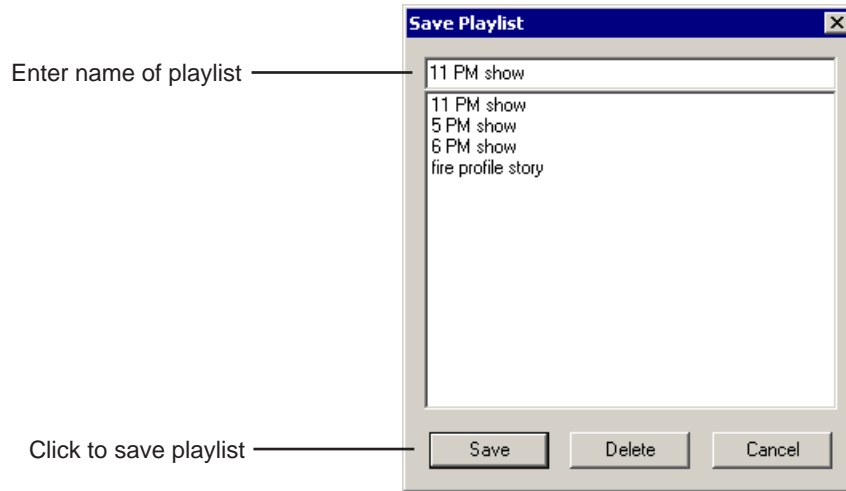 Save Playlist
Enter name of playlist
11 PM show
11 PM show
5 PM show
6 PM show
fire profile story
Click to save playlist
Save
Delete
Cancel